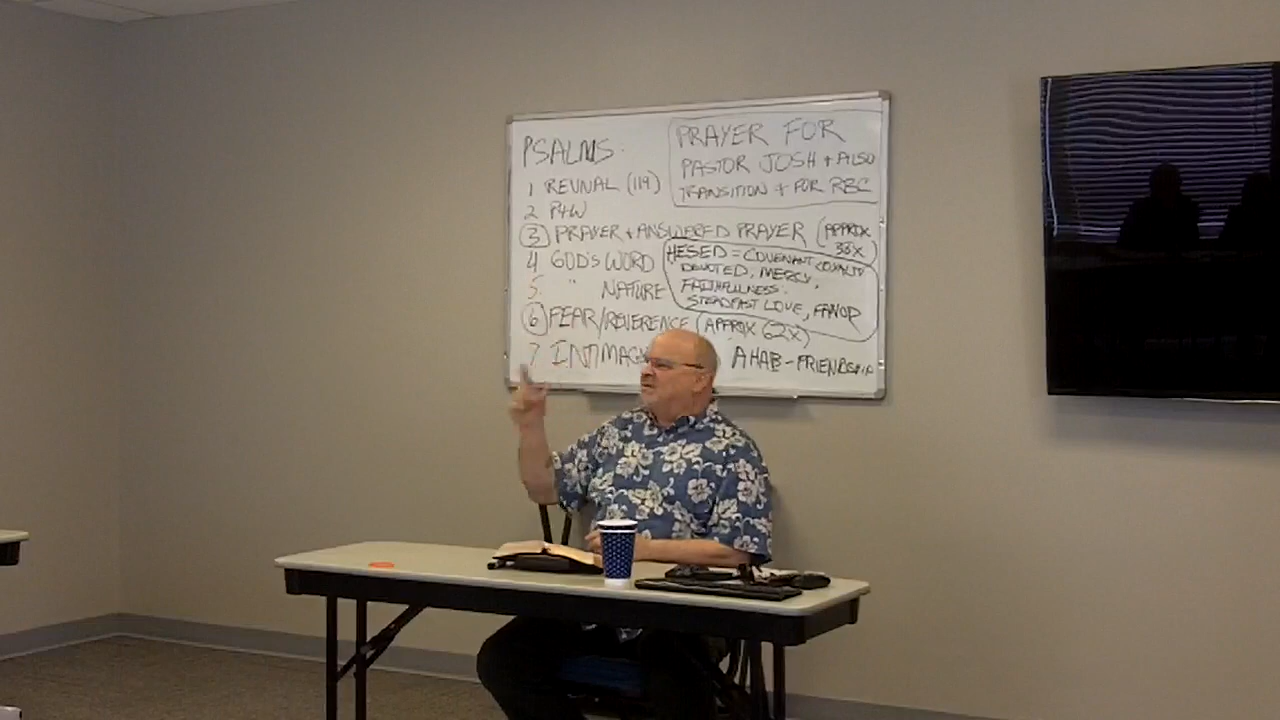 PSALMS
PRAYER FOR
PASTOR JOSH + ALSO
TRANSITION + FOR RBC
1 REVIVAL (119)
2 P+W
3 PRAYER + ANSWERED PRAYER (APPROX
38X)
4 GOD'S WORD
5. " NATURE
HESED = COVENANT LOYALTY
DEVOTED, MERCY,
FAITHFULNESS.
STEADFAST LOVE, FAVOR
6 FEAR/REVERENCE (APPROX 62X)
7 INTIMACY
AHAB - FRIENDSHIP